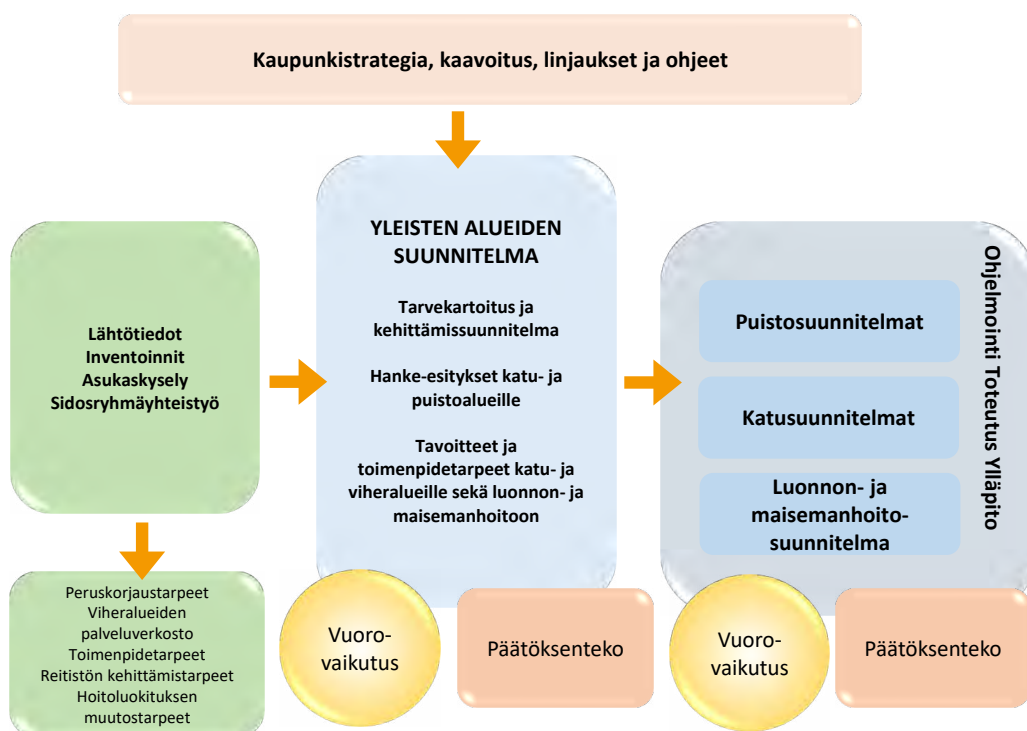 Kaupunkistrategia, kaavoitus, linjaukset ja ohjeet
Lähtötiedot
Inventoinnit
Asukaskysely
Sidosryhmäyhteistyö
Peruskorjaustarpeet
Viheralueiden
palveluverkosto
Toimenpidetarpeet
Reitistön kehittämistarpeet
Hoitoluokituksen
muutostarpeet
YLEISTEN ALUEIDEN
SUUNNITELMA
Tarvekartoitus ja
kehittämissuunnitelma
Hanke-esitykset katu- ja
puistoalueille
Tavoitteet ja
toimenpidetarpeet katu- ja
viheralueille sekä luonnon- ja
maisemanhoitoon
Vuoro-
vaikutus
Päätöksenteko
Puistosuunnitelmat
Katusuunnitelmat
Luonnon- ja
maisemanhoito-
suunnitelma
Ohjelmointi Toteutus Ylläpito
Vuoro-
vaikutus
Päätöksenteko